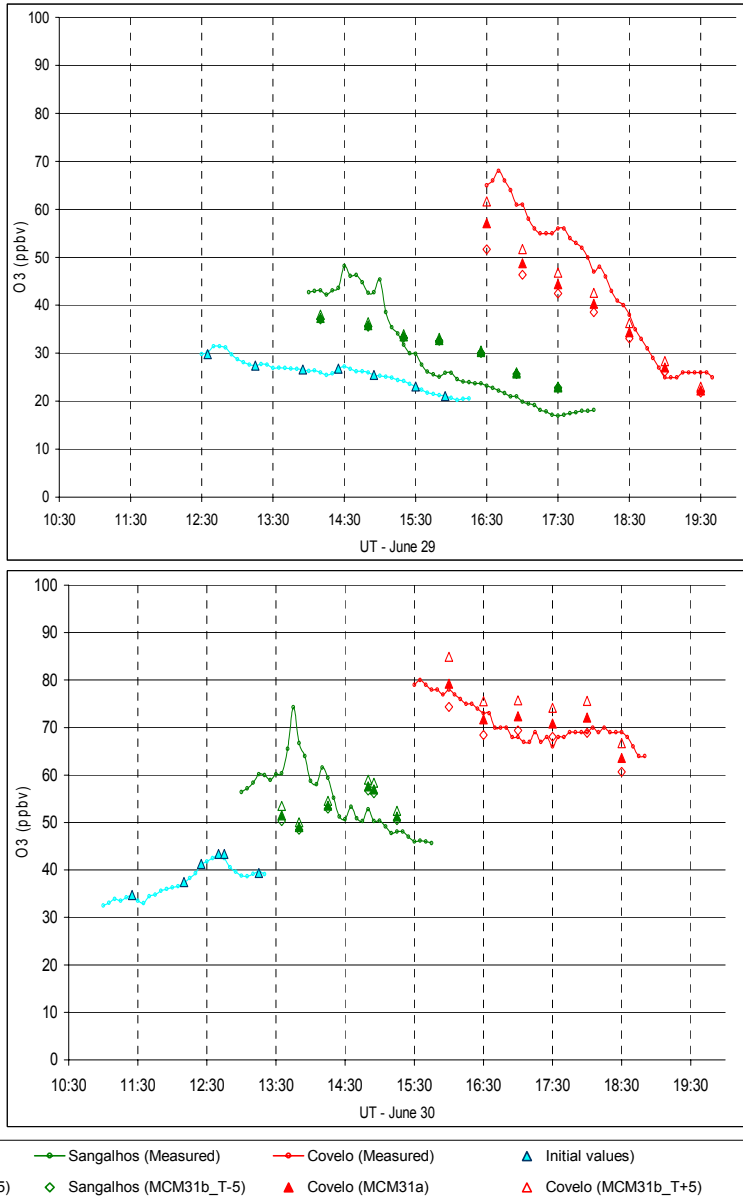 100
90
80
70
60
50
40
30
20
10
0
O3 (ppbv)
10:30 11:30 12:30 13:30 14:30 15:30 16:30 17:30 18:30 19:30
UT - June 29
100
90
80
70
60
50
40
30
20
10
0
O3 (ppbv)
10:30 11:30 12:30 13:30 14:30 15:30 16:30 17:30 18:30 19:30
UT - June 30
Sangalhos (Measured) Covelo (Measured) Initial values)
5) Sangalhos (MCM31b_T-5) Covelo (MCM31a) Covelo (MCM31b_T+5)